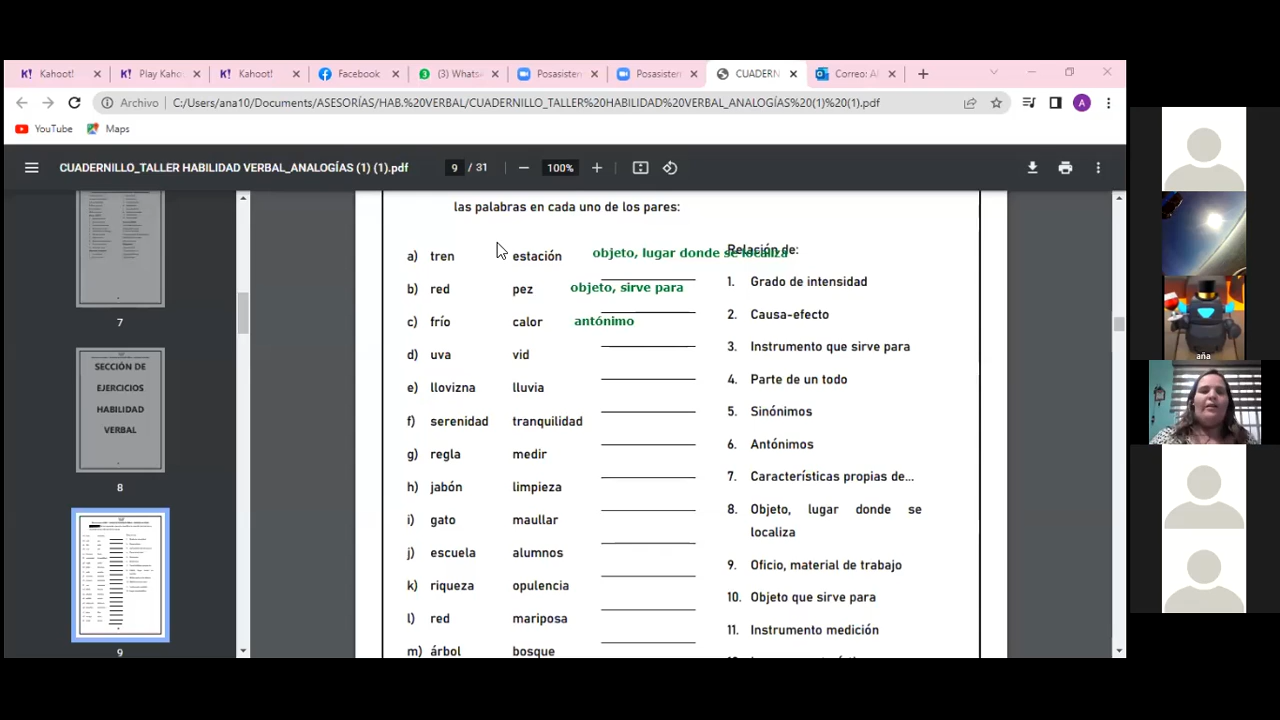 Kahoot!
Play Kaho
Kahoot!
Facebook
(3) Whats
Posasisten
Posasisten
CUADERN
Correo: A
Archivo
C:/Users/ana10/Documents/ASESORÍAS/HAB.%20VERBAL/CUADERNILLO_TALLER%20HABILIDAD%20VERBAL_ANALOGÍAS%20(1)%20(1).pdf
A
YouTube
Maps
CUADERNILLO_TALLER HABILIDAD VERBAL_ANALOGÍAS (1) (1).pdf
9 / 31
100%
7
SECCIÓN DE
EJERCICIOS
HABILIDAD
VERBAL
8
9
las palabras en cada uno de los pares:
a) tren estación objeto, lugar donde se localiza
b) red pez objeto, sirve para
c) frío calor antónimo
d) uva vid
e) llovizna lluvia
f) serenidad tranquilidad
g) regla medir
h) jabón limpieza
i) gato maullar
j) escuela alumnos
k) riqueza opulencia
l) red mariposa
m) árbol bosque
Relación de:
1. Grado de intensidad
2. Causa-efecto
3. Instrumento que sirve para
4. Parte de un todo
5. Sinónimos
6. Antónimos
7. Características propias de...
8. Objeto, lugar donde se
localiza
9. Oficio, material de trabajo
10. Objeto que sirve para
11. Instrumento medición
aña